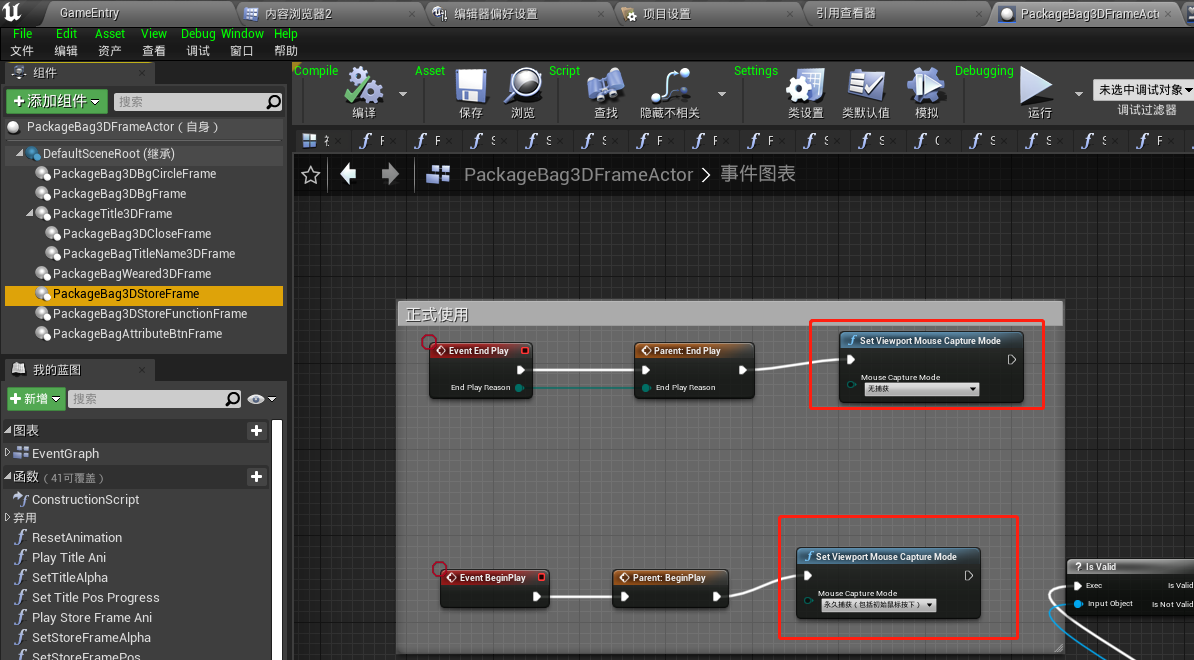 GameEntry
内容浏览器2
编辑器偏好设置
项目设置
引用查看器
PackageBag3DFrameActo
File Edit Asset View Debug Window Help
文件 编辑 资产 查看 调试 窗口 帮助
组件
添加组件
搜索
PackageBag3DFrameActor（自身）
DefaultSceneRoot (继承)
PackageBag3DBgCircleFrame
PackageBag3DBgFrame
PackageTitle3DFrame
PackageBag3DCloseFrame
PackageBagTitleName3DFrame
PackageBagWeared3DFrame
PackageBag3DStoreFrame
PackageBag3DStoreFunctionFrame
PackageBagAttributeBtnFrame
我的蓝图
新增
搜索
图表
EventGraph
函数（41可覆盖）
ConstructionScript
弃用
ResetAnimation
Play Title Ani
SetTitleAlpha
Set Title Pos Progress
Play Store Frame Ani
SetStoreFrameAlpha
SetStoreFramePos
Compile Asset Script Settings Debugging
编译 保存 浏览 查找 隐藏不相关 类设置 类默认值 模拟 运行
未选中调试对象
调试过滤器
PackageBag3DFrameActor > 事件图表
正式使用
Event End Play
End Play Reason
Parent: End Play
End Play Reason
Set Viewport Mouse Capture Mode
Mouse Capture Mode
无捕获
Event BeginPlay
Parent: BeginPlay
Set Viewport Mouse Capture Mode
Mouse Capture Mode
永久捕获（包括初始鼠标按下）
? Is Valid
Exec
Is Valid
Input Object
Is Not Valid